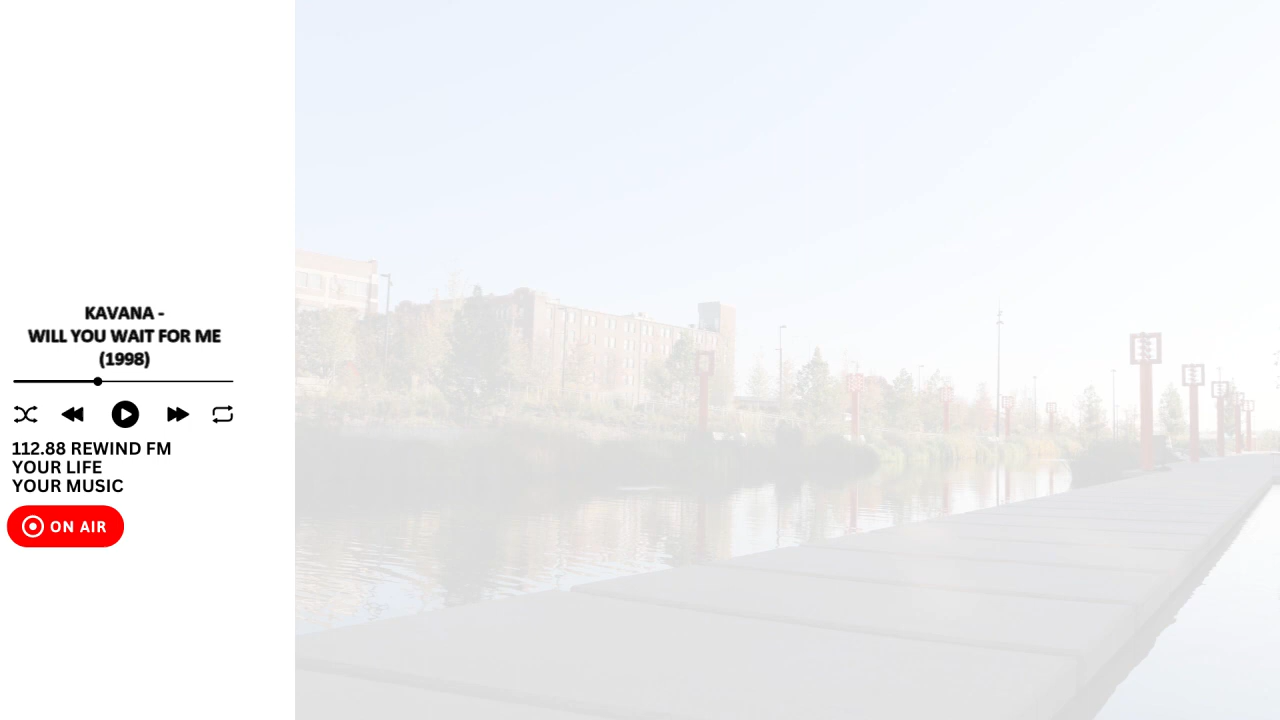 KAVANA -
WILL YOU WAIT FOR ME
(1998)
112.88 REWIND FM
YOUR LIFE
YOUR MUSIC
ON AIR